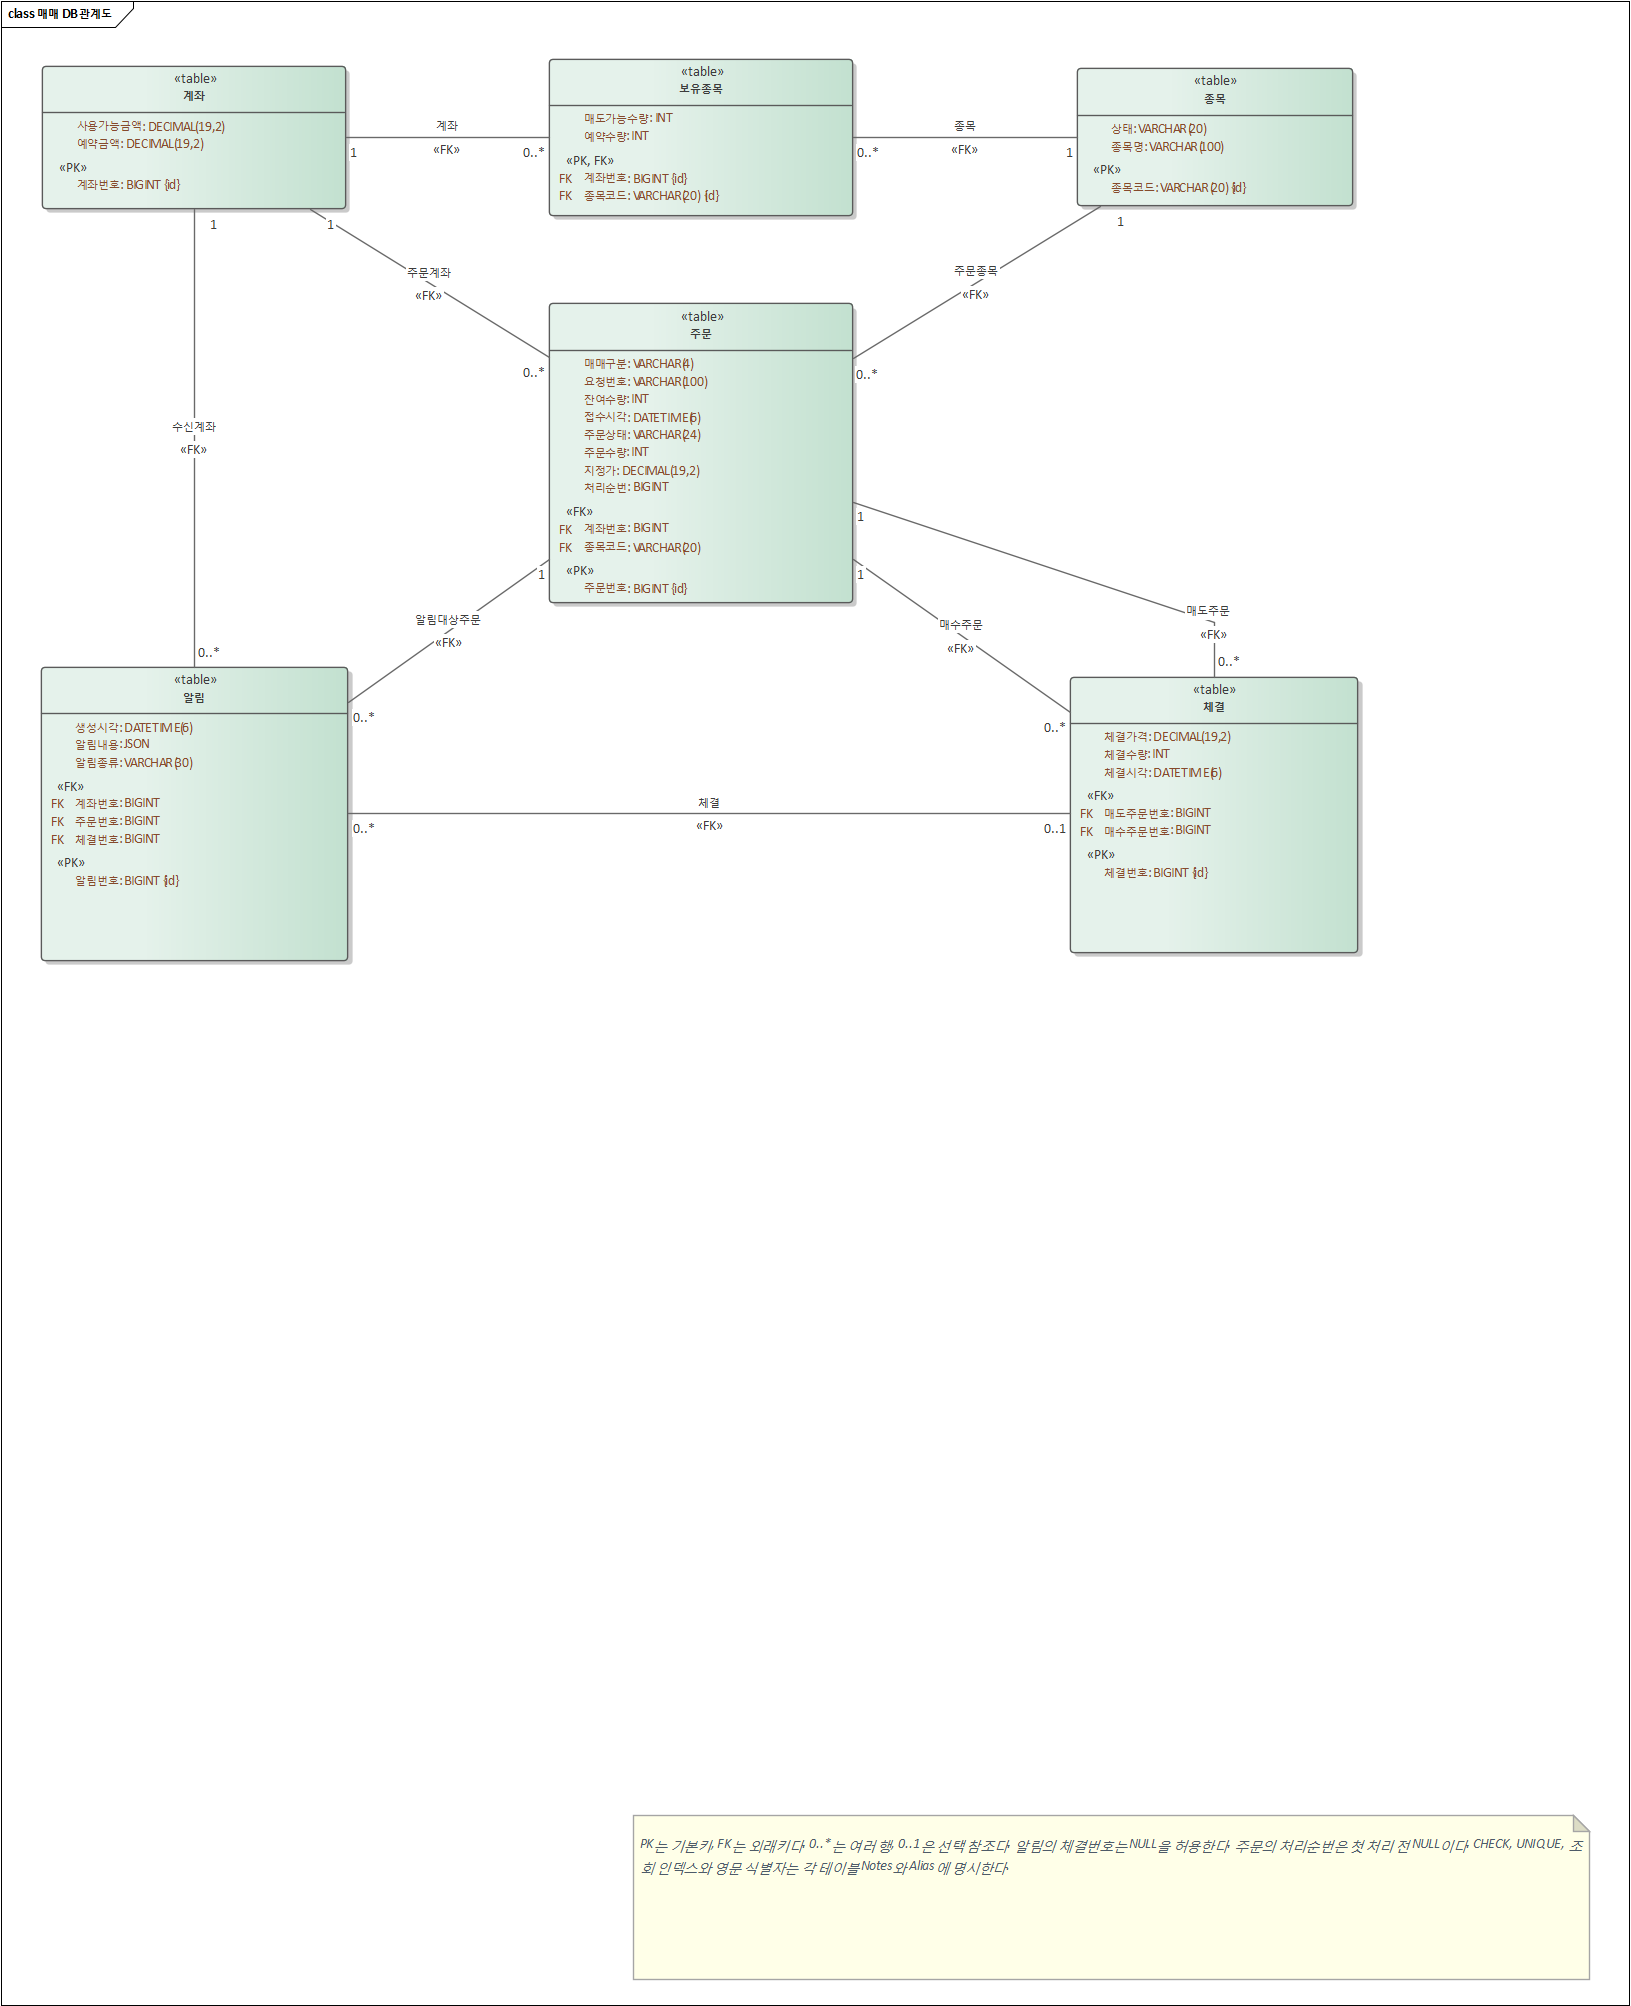 class 매매 DB관계도
«table»
계좌
사용가능금액: DECIMAL(19,2)
예약금액: DECIMAL(19,2)
«PK»
계좌번호: BIGINT {id}
계좌
«FK»
1
0..*
«table»
보유종목
매도가능수량: INT
예약수량: INT
«PK, FK»
FK 계좌번호: BIGINT {id}
FK 종목코드: VARCHAR(20) {id}
종목
«FK»
0..*
1
«table»
종목
상태: VARCHAR(20)
종목명: VARCHAR(100)
«PK»
종목코드: VARCHAR(20) {id}
1
1
1
주문계좌
«FK»
0..*
주문종목
«FK»
0..*
수신계좌
«FK»
0..*
«table»
주문
매매구분: VARCHAR(4)
요청번호: VARCHAR(100)
잔여수량: INT
접수시각: DATETIME(6)
주문상태: VARCHAR(24)
주문수량: INT
지정가: DECIMAL(19,2)
처리순번: BIGINT
«FK»
FK 계좌번호: BIGINT
FK 종목코드: VARCHAR(20)
«PK»
주문번호: BIGINT {id}
1
1
1
알림대상주문
«FK»
0..*
매수주문
«FK»
0..*
매도주문
«FK»
0..*
«table»
알림
생성시각: DATETIME(6)
알림내용: JSON
알림종류: VARCHAR(30)
«FK»
FK 계좌번호: BIGINT
FK 주문번호: BIGINT
FK 체결번호: BIGINT
«PK»
알림번호: BIGINT {id}
체결
«FK»
0..*
0..1
«table»
체결
체결가격: DECIMAL(19,2)
체결수량: INT
체결시각: DATETIME(6)
«FK»
FK 매도주문번호: BIGINT
FK 매수주문번호: BIGINT
«PK»
체결번호: BIGINT {id}
PK는 기본키, FK는 외래키다. 0..*는 여러 행, 0..1은 선택 참조다. 알림의 체결번호는 NULL을 허용한다. 주문의 처리순번은 첫 처리 전 NULL이다. CHECK, UNIQUE, 조
회 인덱스와 영문 식별자는 각 테이블 Notes와 Alias에 명시한다.